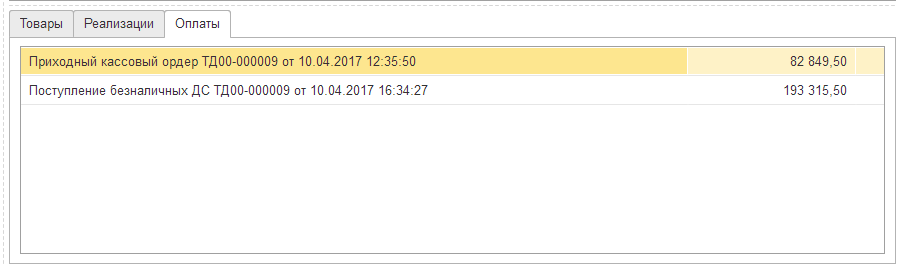 Товары Реализации Оплаты
Приходный кассовый ордер ТД00-000009 от 10.04.2017 12:35:50 82 849,50
Поступление безналичных ДС ТД00-000009 от 10.04.2017 16:34:27 193 315,50